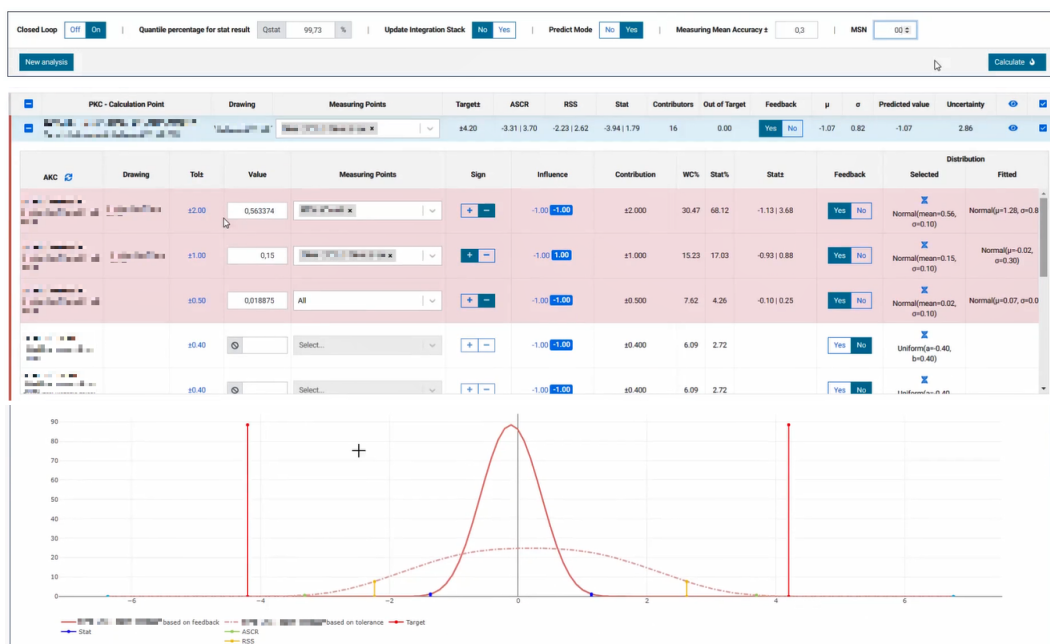 Closed Loop Off On | Quantile percentage for stat result Qstat 99,73 % | Update Integration Stack No Yes | Predict Mode No Yes | Measuring Mean Accuracy ± 0,3 | MSN 00
New analysis Calculate
PKC - Calculation Point Drawing Measuring Points Target± ASCR RSS Stat Contributors Out of Target Feedback μ σ Predicted value Uncertainty
±4.20 -3.31 | 3.70 -2.23 | 2.62 -3.94 | 1.79 16 0.00 Yes No -1.07 0.82 -1.07 2.86
Distribution
AKC Drawing Tol± Value Measuring Points Sign Influence Contribution WC% Stat% Stat± Feedback Selected Fitted
±2.00 0,563374 + − -1.00 -1.00 ±2.000 30.47 68.12 -1.13 | 3.68 Yes No Normal(mean=0.56, Normal(μ=1.28, σ=0.8
σ=0.10)
±1.00 0,15 + − -1.00 1.00 ±1.000 15.23 17.03 -0.93 | 0.88 Yes No Normal(mean=0.15, Normal(μ=-0.02,
σ=0.10) σ=0.30)
±0.50 0,018875 All + − -1.00 -1.00 ±0.500 7.62 4.26 -0.10 | 0.25 Yes No Normal(mean=0.02, Normal(μ=0.07, σ=0.0
σ=0.10)
±0.40 Select... + − -1.00 -1.00 ±0.400 6.09 2.72 Yes No Uniform(a=-0.40,
b=0.40)
±0.40 Select... + − -1.00 -1.00 ±0.400 6.09 2.72 Yes No Uniform(a=-0.40,
90
80
70
60
50
40
30
20
10
0
−6 −4 −2 0 2 4 6
based on feedback based on tolerance Target
Stat ASCR
RSS